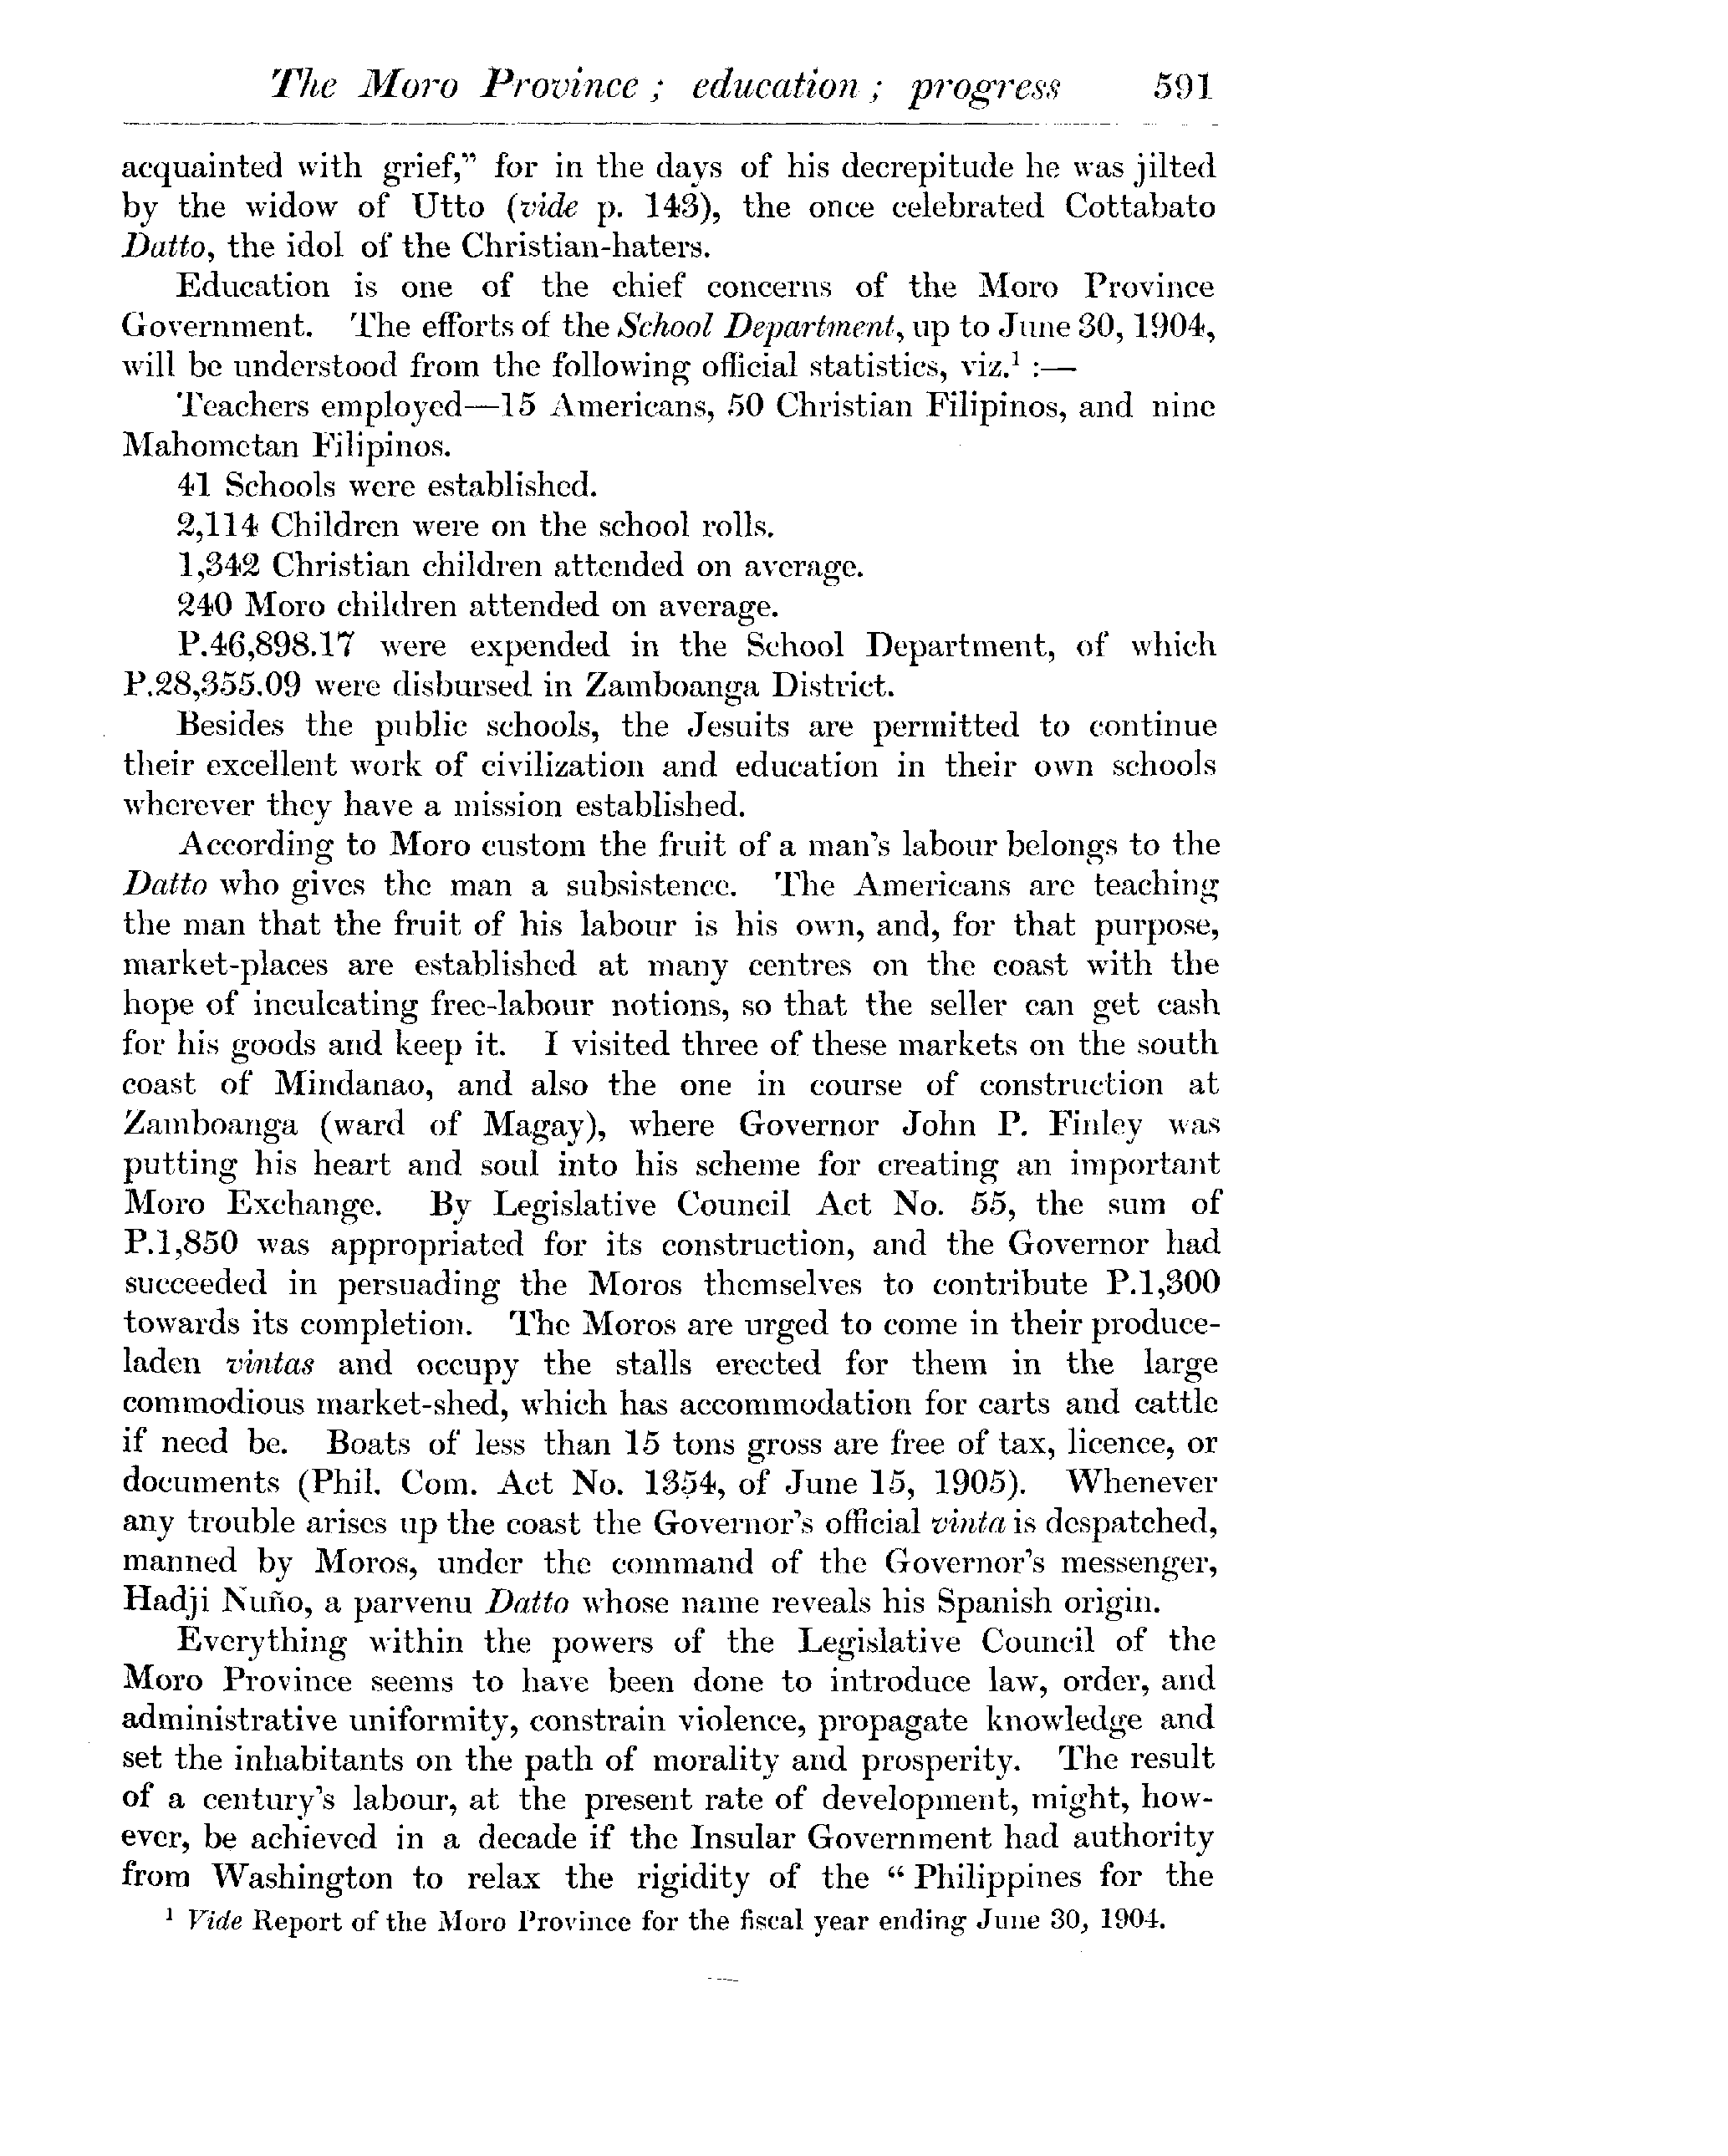 The Moro Province ; education ; progress 591
acquainted with grief,” for in the days of his decrepitude he was jilted
by the widow of Utto (vide p. 143), the once celebrated Cottabato
Datto, the idol of the Christian-haters.
Education is one of the chief concerns of the Moro Province
Government. The efforts of the School Department, up to June 30, 1904,
will be understood from the following official statistics, viz.¹ :—
Teachers employed—15 Americans, 50 Christian Filipinos, and nine
Mahometan Filipinos.
41 Schools were established.
2,114 Children were on the school rolls.
1,342 Christian children attended on average.
240 Moro children attended on average.
P.46,898.17 were expended in the School Department, of which
P.28,355.09 were disbursed in Zamboanga District.
Besides the public schools, the Jesuits are permitted to continue
their excellent work of civilization and education in their own schools
wherever they have a mission established.
According to Moro custom the fruit of a man’s labour belongs to the
Datto who gives the man a subsistence. The Americans are teaching
the man that the fruit of his labour is his own, and, for that purpose,
market-places are established at many centres on the coast with the
hope of inculcating free-labour notions, so that the seller can get cash
for his goods and keep it. I visited three of these markets on the south
coast of Mindanao, and also the one in course of construction at
Zamboanga (ward of Magay), where Governor John P. Finley was
putting his heart and soul into his scheme for creating an important
Moro Exchange. By Legislative Council Act No. 55, the sum of
P.1,850 was appropriated for its construction, and the Governor had
succeeded in persuading the Moros themselves to contribute P.1,300
towards its completion. The Moros are urged to come in their produce-
laden vintas and occupy the stalls erected for them in the large
commodious market-shed, which has accommodation for carts and cattle
if need be. Boats of less than 15 tons gross are free of tax, licence, or
documents (Phil. Com. Act No. 1354, of June 15, 1905). Whenever
any trouble arises up the coast the Governor’s official vinta is despatched,
manned by Moros, under the command of the Governor’s messenger,
Hadji Nuño, a parvenu Datto whose name reveals his Spanish origin.
Everything within the powers of the Legislative Council of the
Moro Province seems to have been done to introduce law, order, and
administrative uniformity, constrain violence, propagate knowledge and
set the inhabitants on the path of morality and prosperity. The result
of a century’s labour, at the present rate of development, might, how-
ever, be achieved in a decade if the Insular Government had authority
from Washington to relax the rigidity of the “ Philippines for the
¹ Vide Report of the Moro Province for the fiscal year ending June 30, 1904.